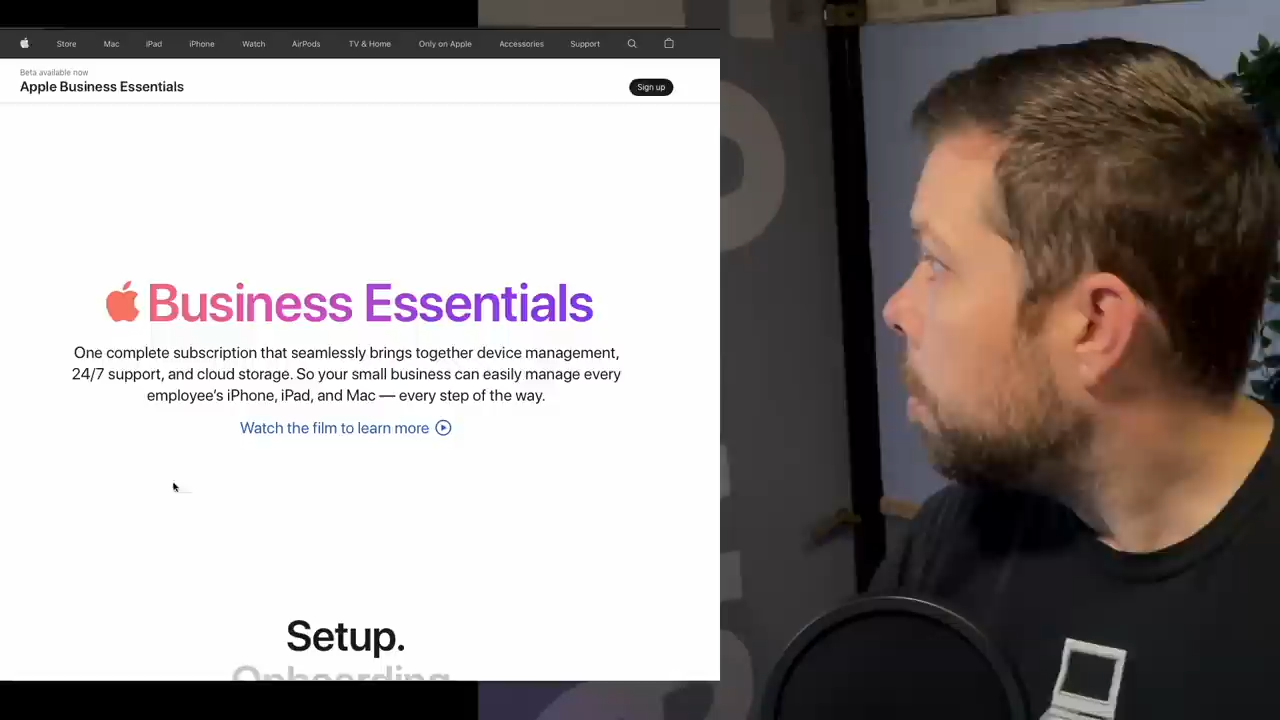 Store Mac iPad iPhone Watch AirPods TV & Home Only on Apple Accessories Support
Beta available now
Apple Business Essentials
Sign up
Business Essentials
One complete subscription that seamlessly brings together device management,
24/7 support, and cloud storage. So your small business can easily manage every
employee’s iPhone, iPad, and Mac — every step of the way.
Watch the film to learn more
Setup.
Onboarding